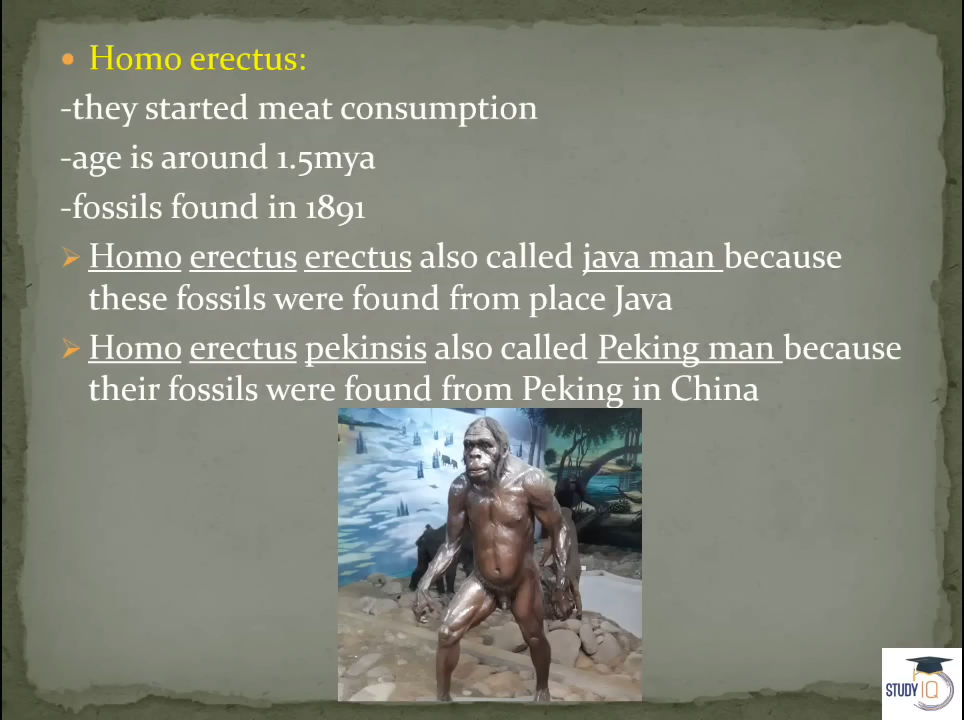 Homo erectus:
-they started meat consumption
-age is around 1.5mya
-fossils found in 1891
Homo erectus erectus also called java man because
these fossils were found from place Java
Homo erectus pekinsis also called Peking man because
their fossils were found from Peking in China
STUDY IQ